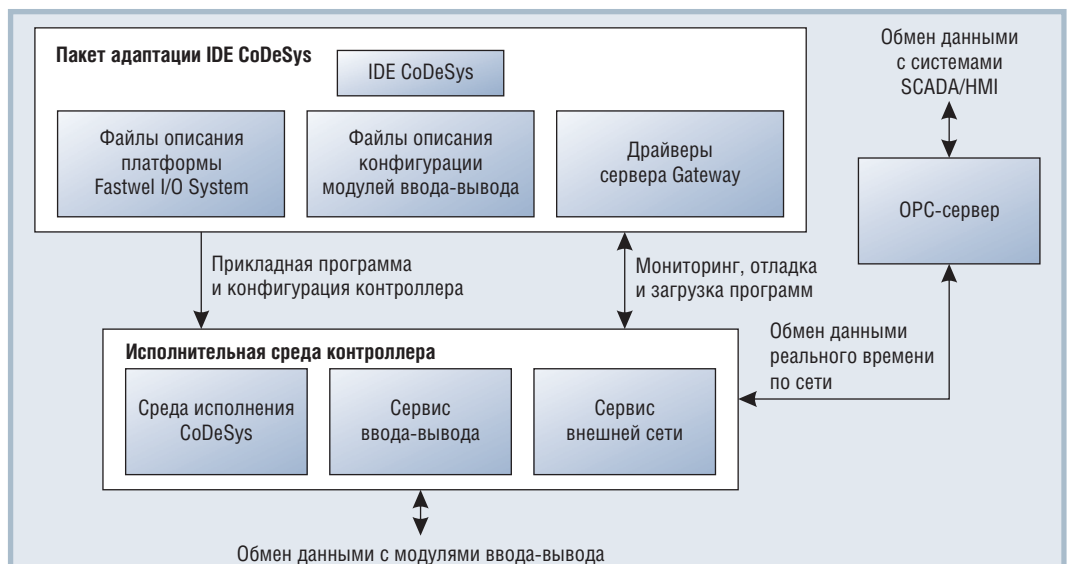 Пакет адаптации IDE CoDeSys
IDE CoDeSys
Файлы описания
платформы
Fastwel I/O System
Файлы описания
конфигурации
модулей ввода-вывода
Драйверы
сервера Gateway
Обмен данными
с системами
SCADA/HMI
OPC-сервер
Прикладная программа
и конфигурация контроллера
Мониторинг, отладка
и загрузка программ
Обмен данными
реального времени
по сети
Исполнительная среда контроллера
Среда исполнения
CoDeSys
Сервис
ввода-вывода
Сервис
внешней сети
Обмен данными с модулями ввода-вывода